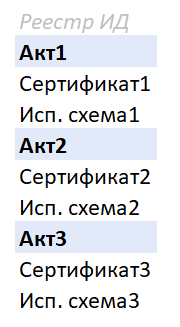 Реестр ИД
Акт1
Сертификат1
Исп. схема1
Акт2
Сертификат2
Исп. схема2
Акт3
Сертификат3
Исп. схема3